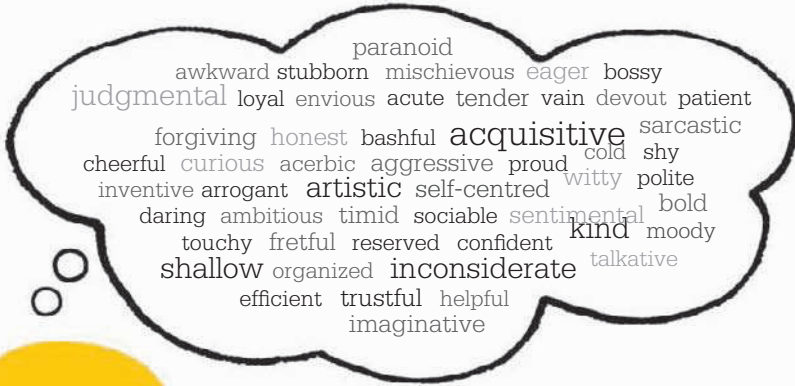 paranoid
awkward stubborn mischievous eager bossy
judgmental loyal envious acute tender vain devout patient
forgiving honest bashful acquisitive sarcastic
cheerful curious acerbic aggressive proud cold shy
inventive arrogant artistic self-centred witty polite
daring ambitious timid sociable sentimental bold
touchy fretful reserved confident kind moody
shallow organized inconsiderate talkative
efficient trustful helpful
imaginative